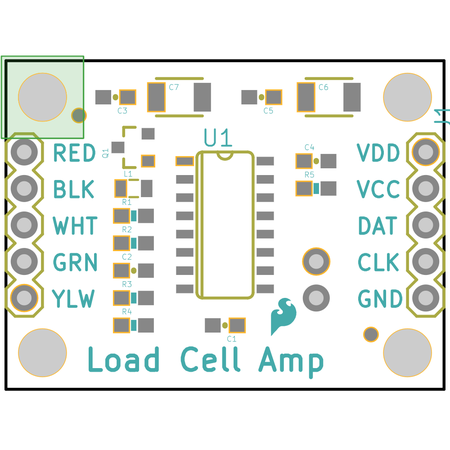 C3
C7
C5
C6
J1
Q1
U1
RED
L1
C4
VDD
BLK
R5
VCC
R1
WHT
DAT
R2
GRN
C2
CLK
YLW
R3
GND
R4
C1
Load Cell Amp